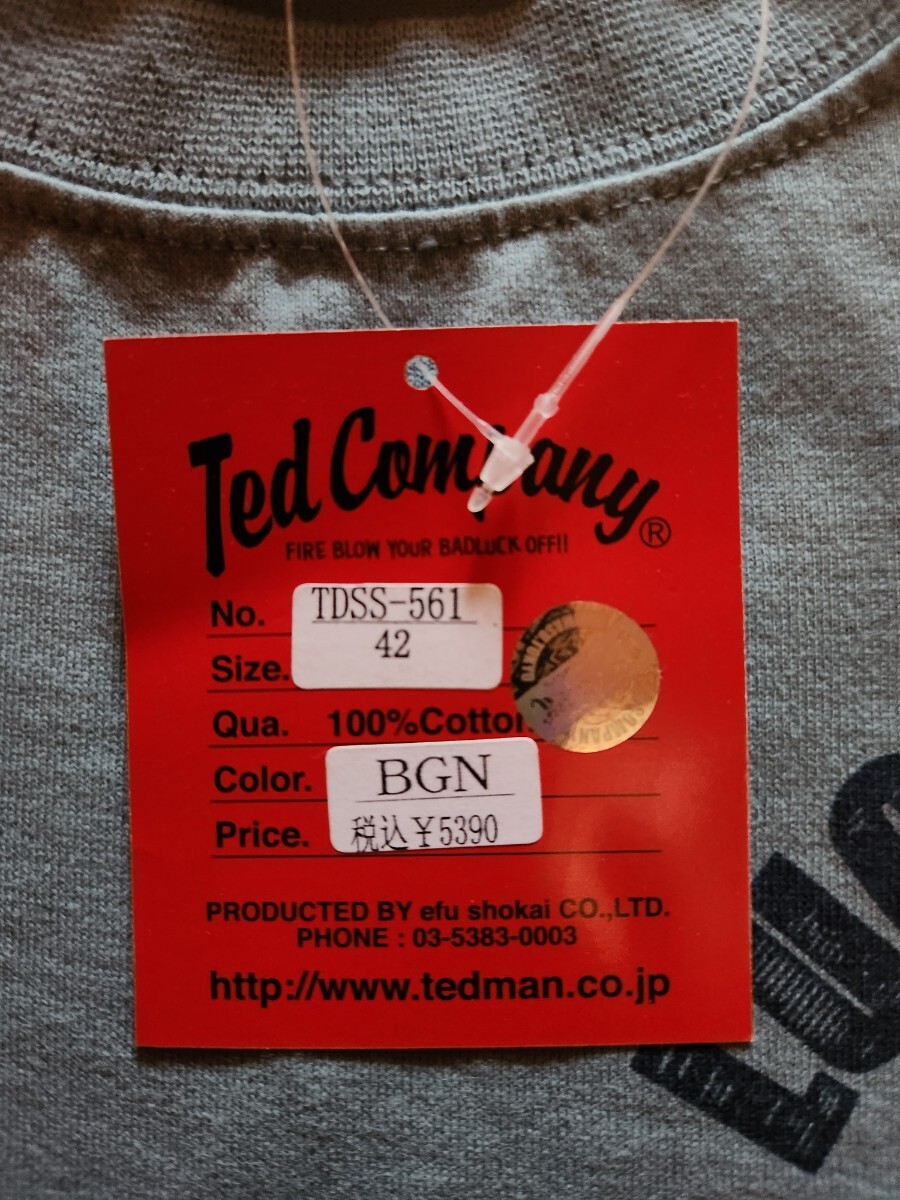 Ted Company®
FIRE BLOW YOUR BADLUCK OFF!!
No. TDSS-561
Size. 42
Qua. 100%Cotton
Color. BGN
Price. 税込¥5390
PRODUCTED BY efu shokai CO.,LTD.
PHONE : 03-5383-0003
http://www.tedman.co.jp